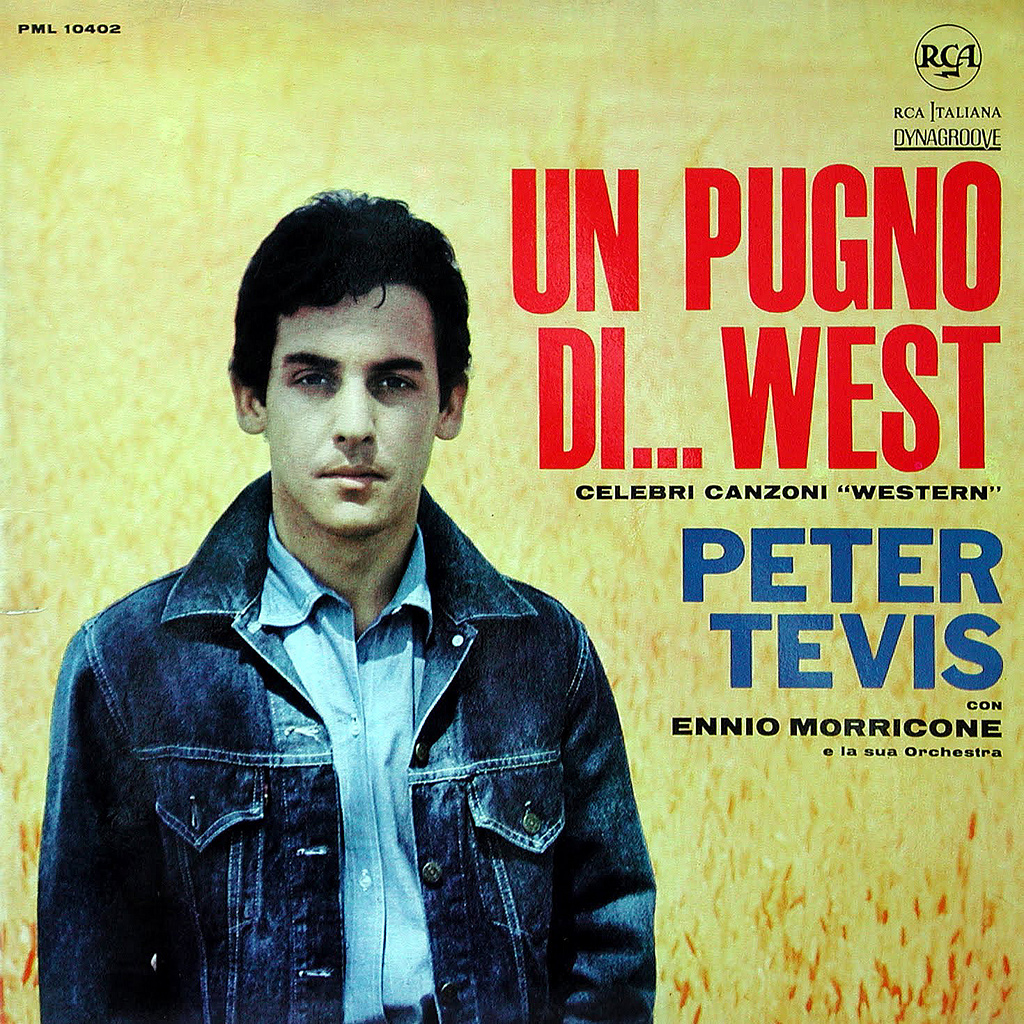 PML 10402
RCA
RCA ITALIANA
DYNAGROOVE
UN PUGNO
DI... WEST
CELEBRI CANZONI “WESTERN”
PETER
TEVIS
CON
ENNIO MORRICONE
e la sua Orchestra